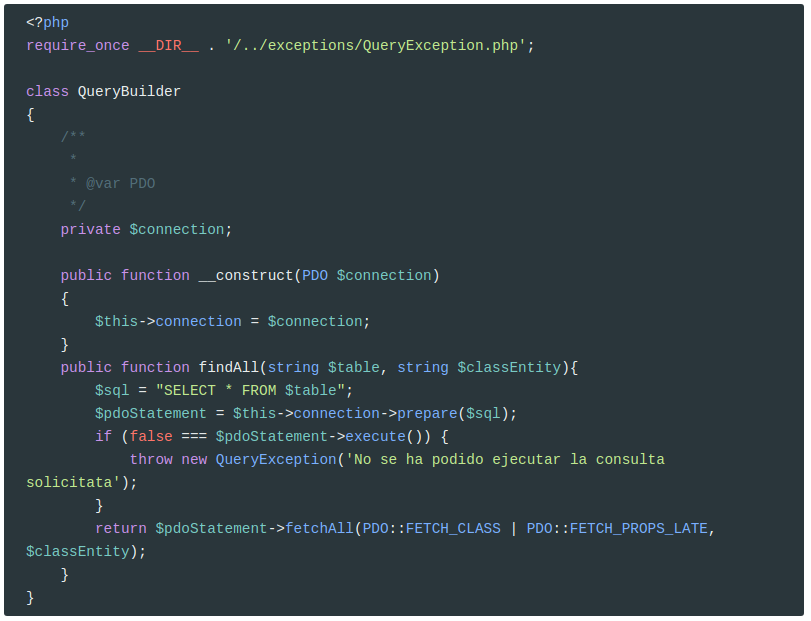 <?php
require_once __DIR__ . '/../exceptions/QueryException.php';
class QueryBuilder
{
/**
*
* @var PDO
*/
private $connection;
public function __construct(PDO $connection)
{
$this->connection = $connection;
}
public function findAll(string $table, string $classEntity){
$sql = "SELECT * FROM $table";
$pdoStatement = $this->connection->prepare($sql);
if (false === $pdoStatement->execute()) {
throw new QueryException('No se ha podido ejecutar la consulta
solicitata');
}
return $pdoStatement->fetchAll(PDO::FETCH_CLASS | PDO::FETCH_PROPS_LATE,
$classEntity);
}
}